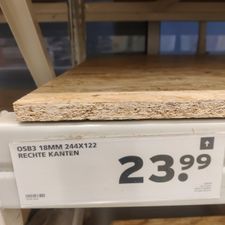 OSB3 18MM 244X122
RECHTE KANTEN
23.99